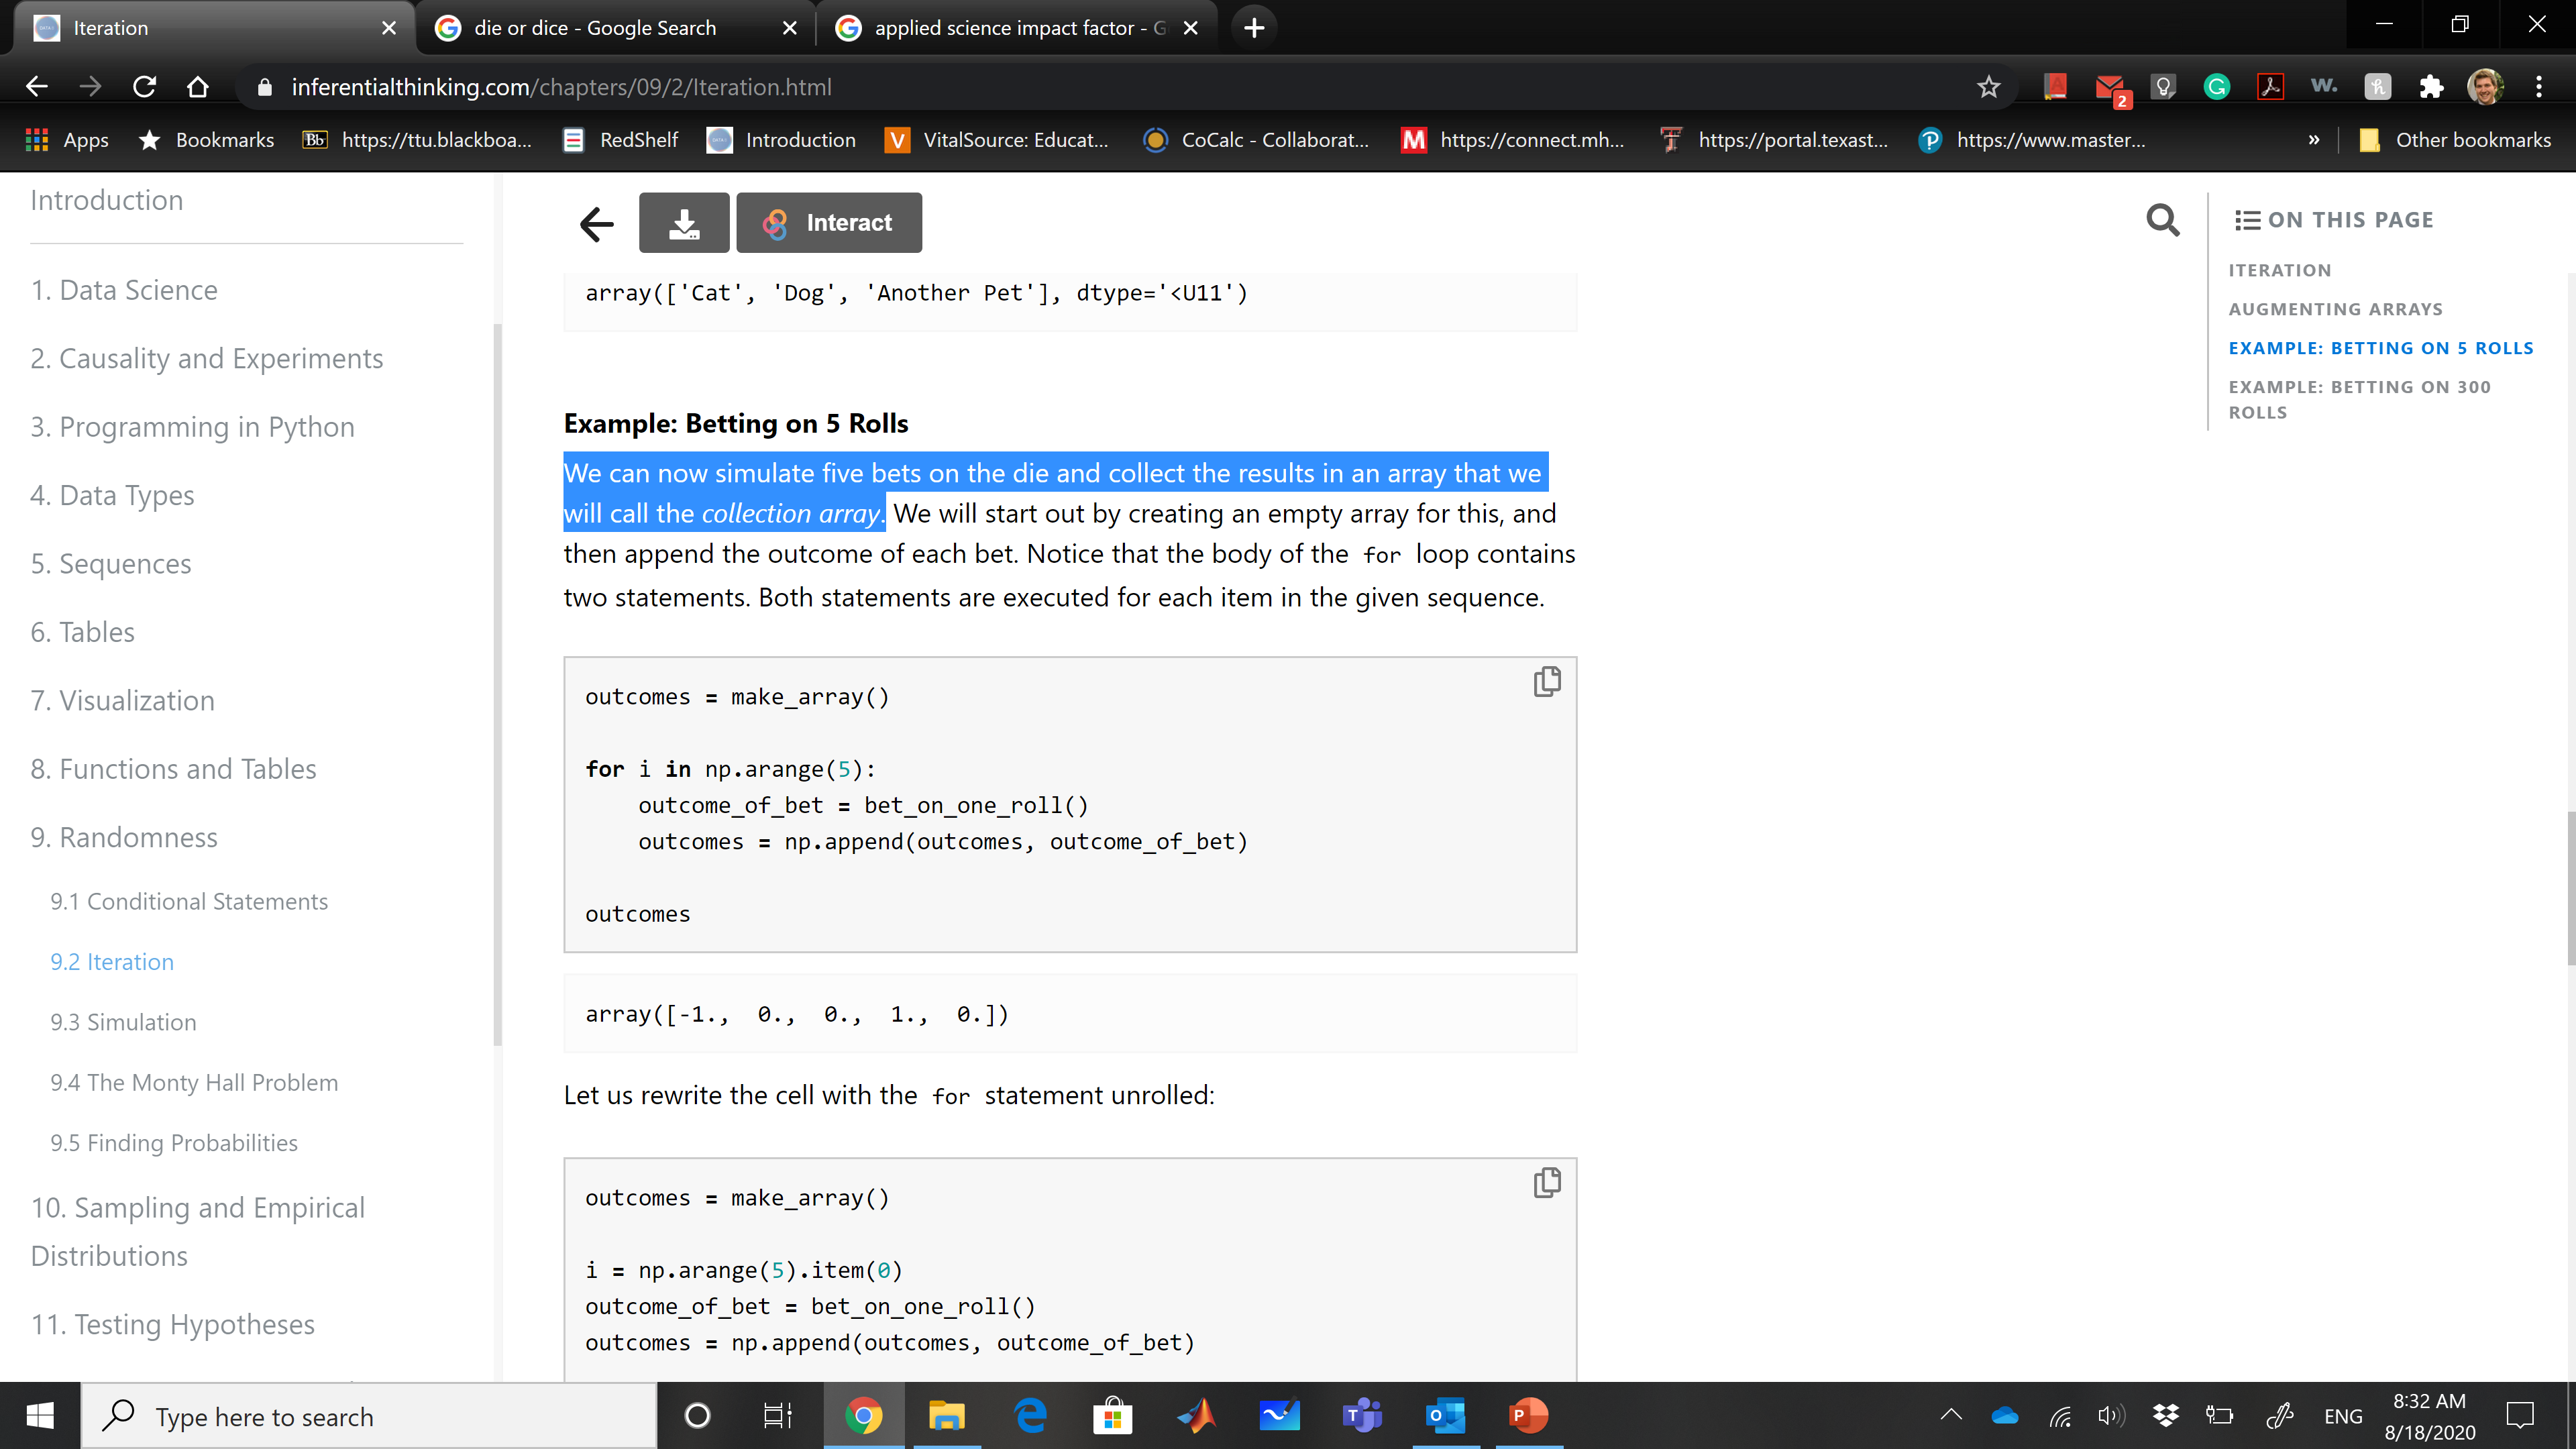 Iteration
die or dice - Google Search
applied science impact factor - G
inferentialthinking.com/chapters/09/2/Iteration.html
2
Apps
Bookmarks
Bb https://ttu.blackboa...
RedShelf
Introduction
V VitalSource: Educat...
CoCalc - Collaborat...
M https://connect.mh...
https://portal.texast...
https://www.master...
»
Other bookmarks
Introduction
1. Data Science
2. Causality and Experiments
3. Programming in Python
4. Data Types
5. Sequences
6. Tables
7. Visualization
8. Functions and Tables
9. Randomness
9.1 Conditional Statements
9.2 Iteration
9.3 Simulation
9.4 The Monty Hall Problem
9.5 Finding Probabilities
10. Sampling and Empirical
Distributions
11. Testing Hypotheses
Interact
array(['Cat', 'Dog', 'Another Pet'], dtype='<U11')
Example: Betting on 5 Rolls
We can now simulate five bets on the die and collect the results in an array that we
will call the collection array. We will start out by creating an empty array for this, and
then append the outcome of each bet. Notice that the body of the for loop contains
two statements. Both statements are executed for each item in the given sequence.
outcomes = make_array()
for i in np.arange(5):
    outcome_of_bet = bet_on_one_roll()
    outcomes = np.append(outcomes, outcome_of_bet)
outcomes
array([-1.,  0.,  0.,  1.,  0.])
Let us rewrite the cell with the for statement unrolled:
outcomes = make_array()
i = np.arange(5).item(0)
outcome_of_bet = bet_on_one_roll()
outcomes = np.append(outcomes, outcome_of_bet)
ON THIS PAGE
ITERATION
AUGMENTING ARRAYS
EXAMPLE: BETTING ON 5 ROLLS
EXAMPLE: BETTING ON 300
ROLLS
Type here to search
ENG
8:32 AM
8/18/2020